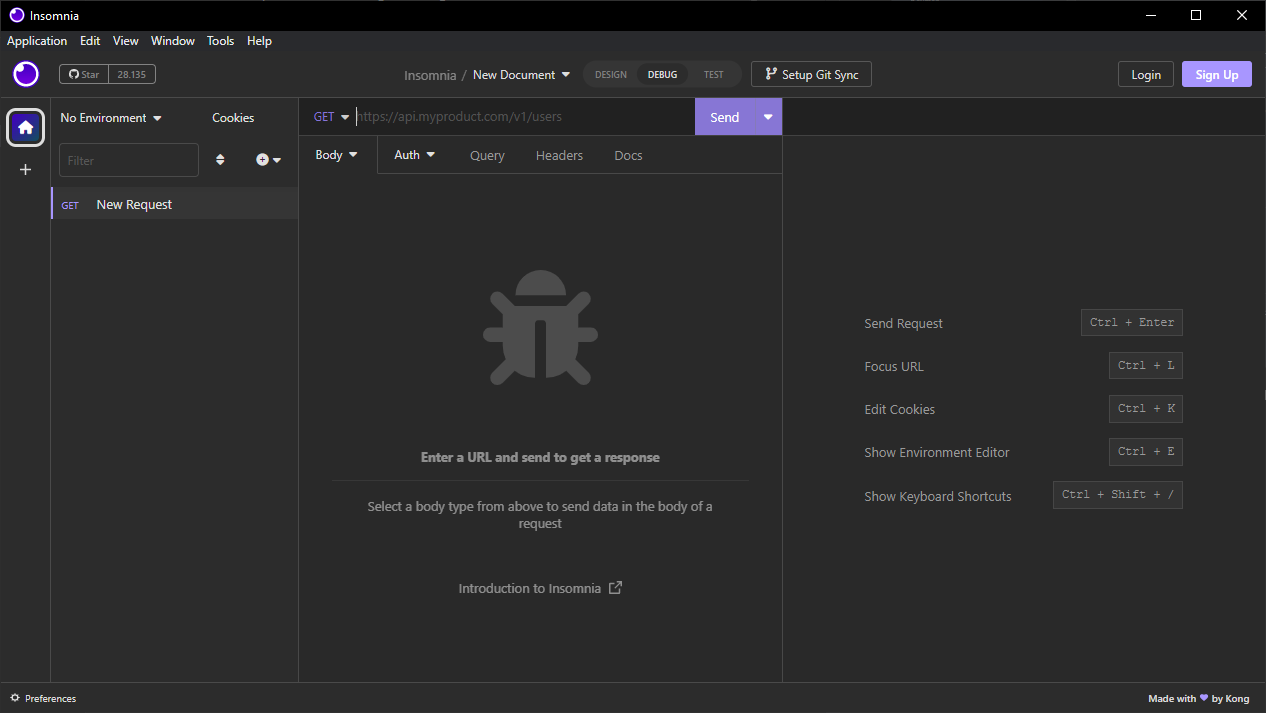 Insomnia
Application Edit View Window Tools Help
Star 28.135 Insomnia / New Document DESIGN DEBUG TEST Setup Git Sync Login Sign Up
No Environment Cookies GET https://api.myproduct.com/v1/users Send
Filter Body Auth Query Headers Docs
GET New Request
Enter a URL and send to get a response
Select a body type from above to send data in the body of a
request
Introduction to Insomnia
Send Request Ctrl + Enter
Focus URL Ctrl + L
Edit Cookies Ctrl + K
Show Environment Editor Ctrl + E
Show Keyboard Shortcuts Ctrl + Shift + /
Preferences Made with 💜 by Kong